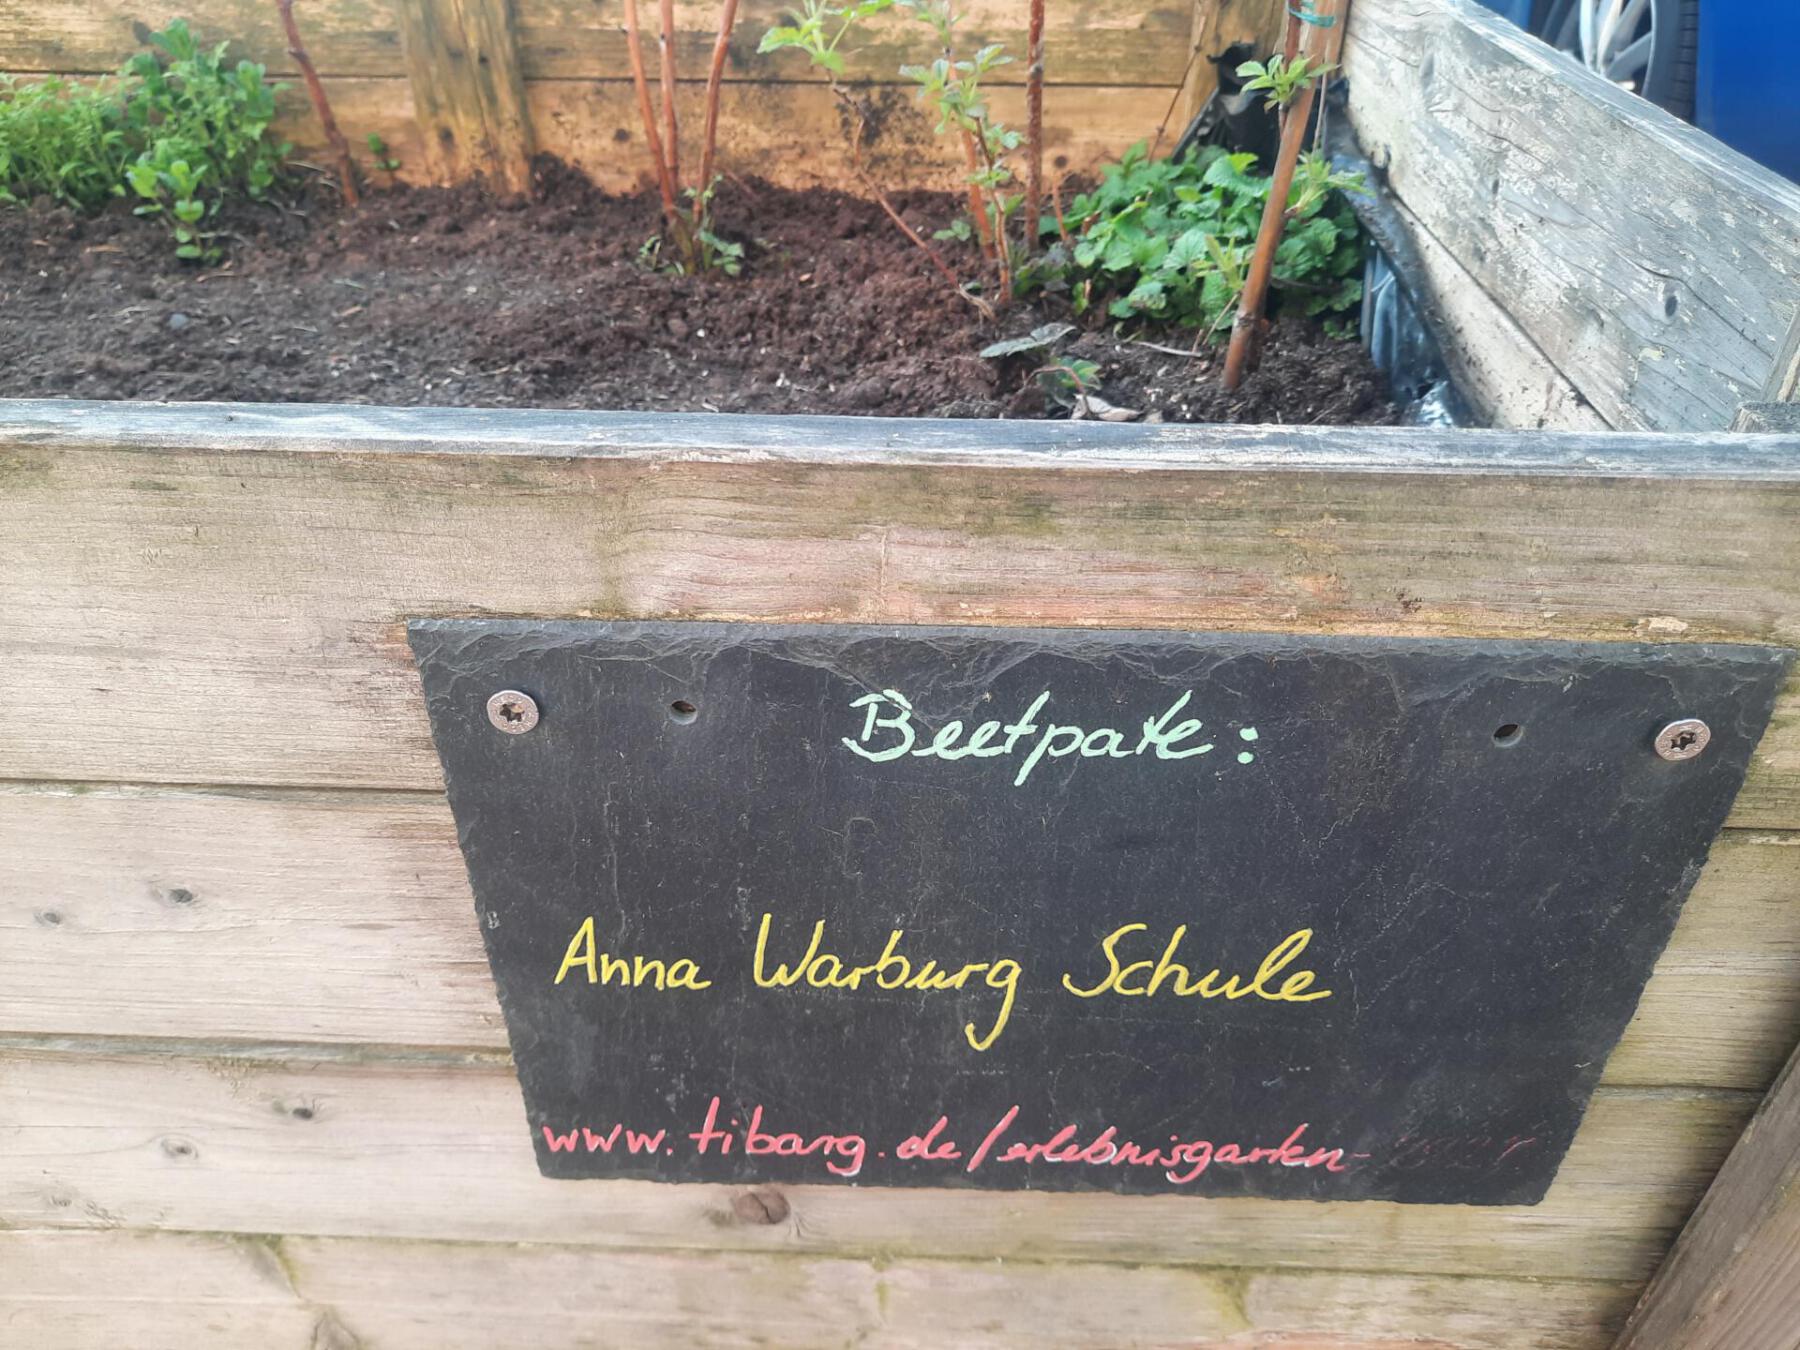 Beetpate:
Anna Warburg Schule
www.tibarg.de/erlebnisgarten-